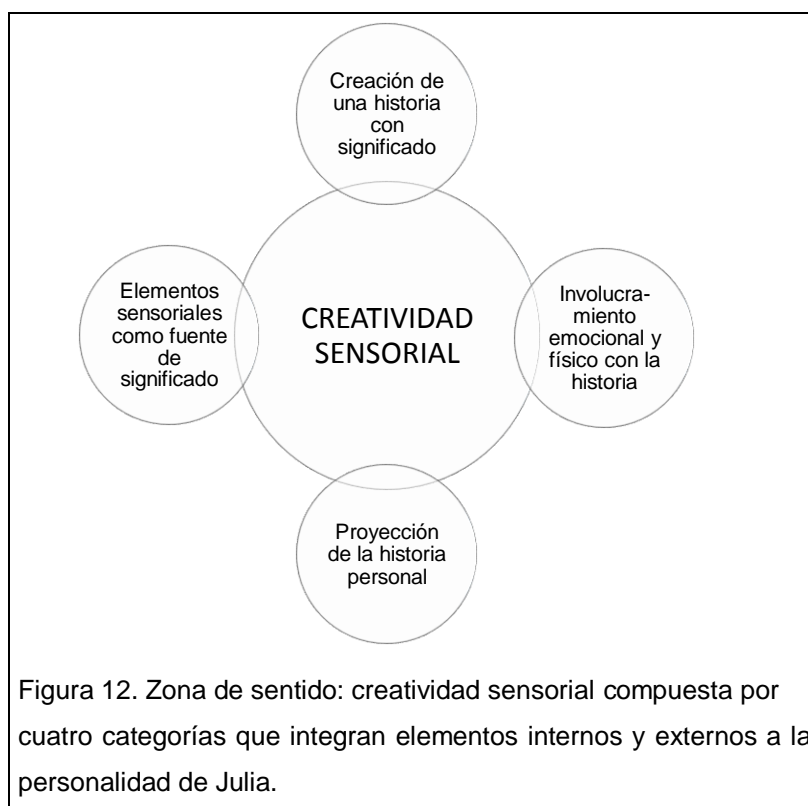 Creación de
una historia
con
significado
Elementos
sensoriales
como fuente
de
significado
CREATIVIDAD
SENSORIAL
Involucra-
miento
emocional y
físico con la
historia
Proyección
de la historia
personal
Figura 12. Zona de sentido: creatividad sensorial compuesta por
cuatro categorías que integran elementos internos y externos a la
personalidad de Julia.